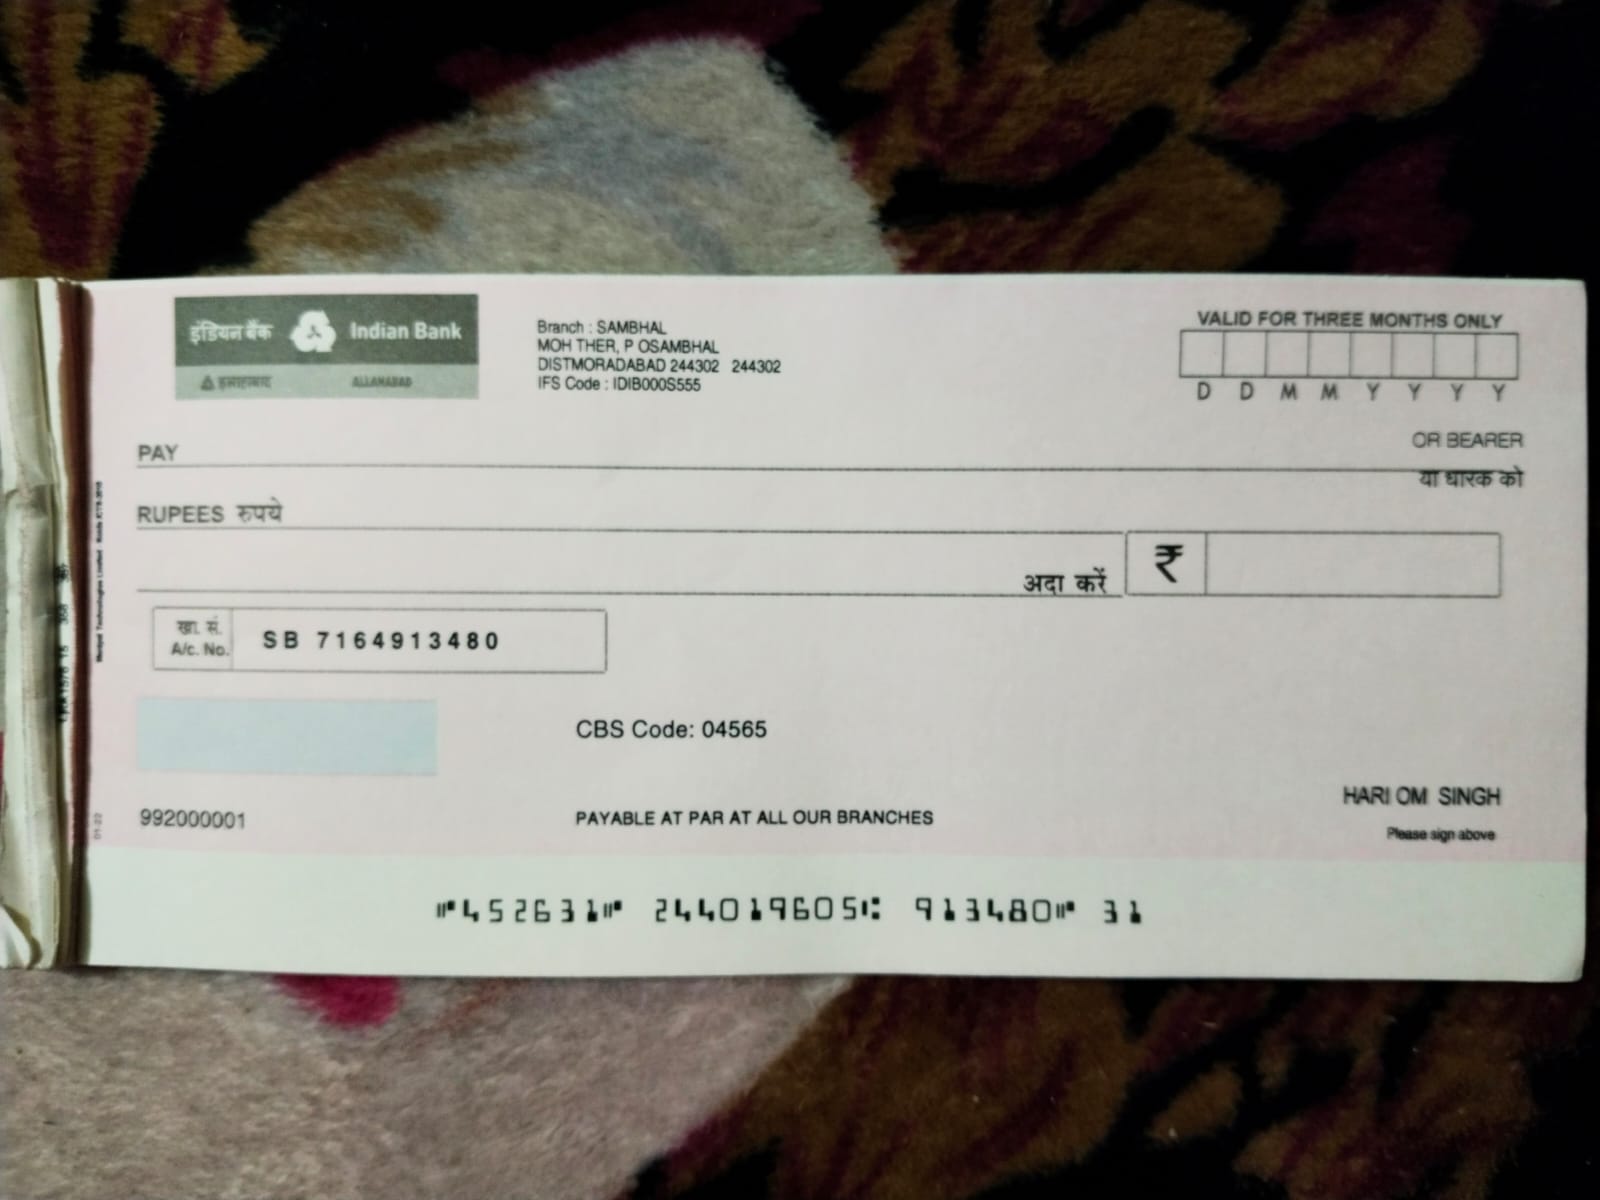 इंडियन बैंक Indian Bank
इलाहाबाद ALLAHABAD
Branch : SAMBHAL
MOH THER, P OSAMBHAL
DISTMORADABAD 244302 244302
IFS Code : IDIB000S555
VALID FOR THREE MONTHS ONLY
D D M M Y Y Y Y
PAY
OR BEARER
या धारक को
RUPEES रुपये
अदा करें ₹
खा. सं.
A/c. No. SB 7164913480
CBS Code: 04565
HARI OM SINGH
Please sign above
992000001
PAYABLE AT PAR AT ALL OUR BRANCHES
01-22
⑈452631⑈ 244019605⑆ 913480⑈ 31